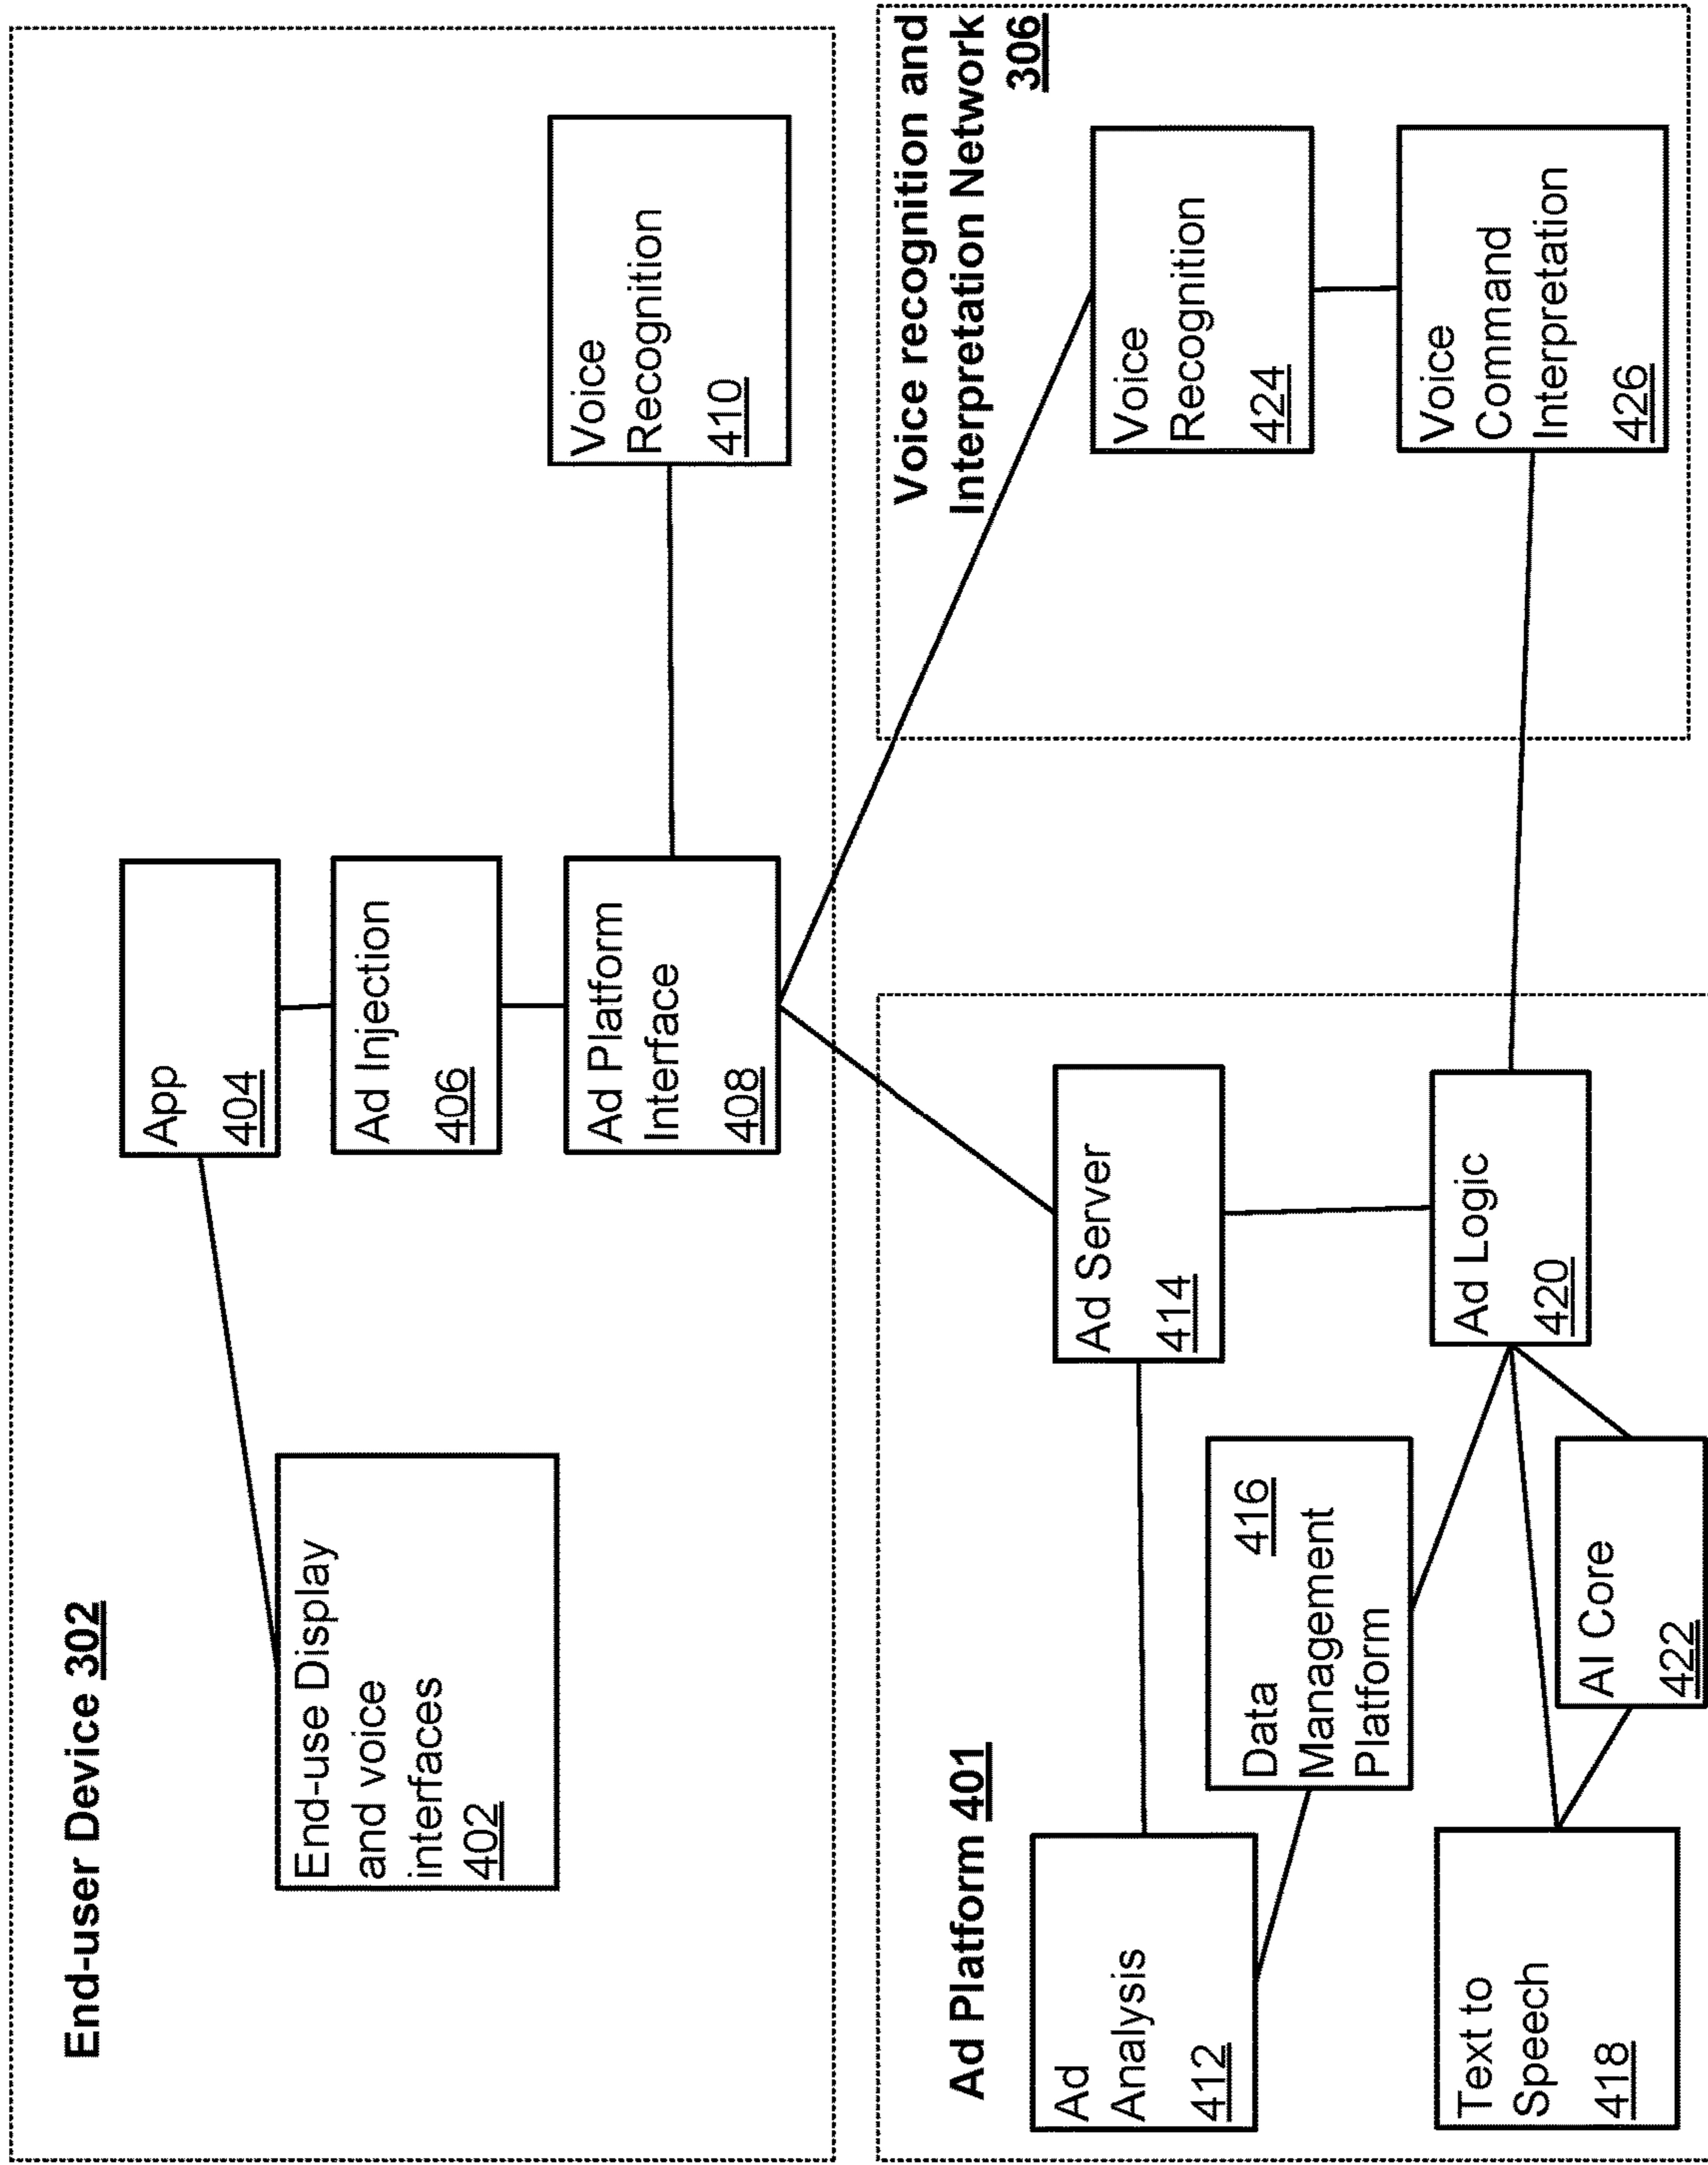 End-user Device 302
End-use Display
and voice
interfaces
402
App
404
Ad Injection
406
Ad Platform
Interface
408
Voice
Recognition
410
Ad Platform 401
Ad
Analysis
412
Ad Server
414
Data 416
Management
Platform
Text to
Speech
418
Ad Logic
420
AI Core
422
Voice recognition and
Interpretation Network
306
Voice
Recognition
424
Voice
Command
Interpretation
426